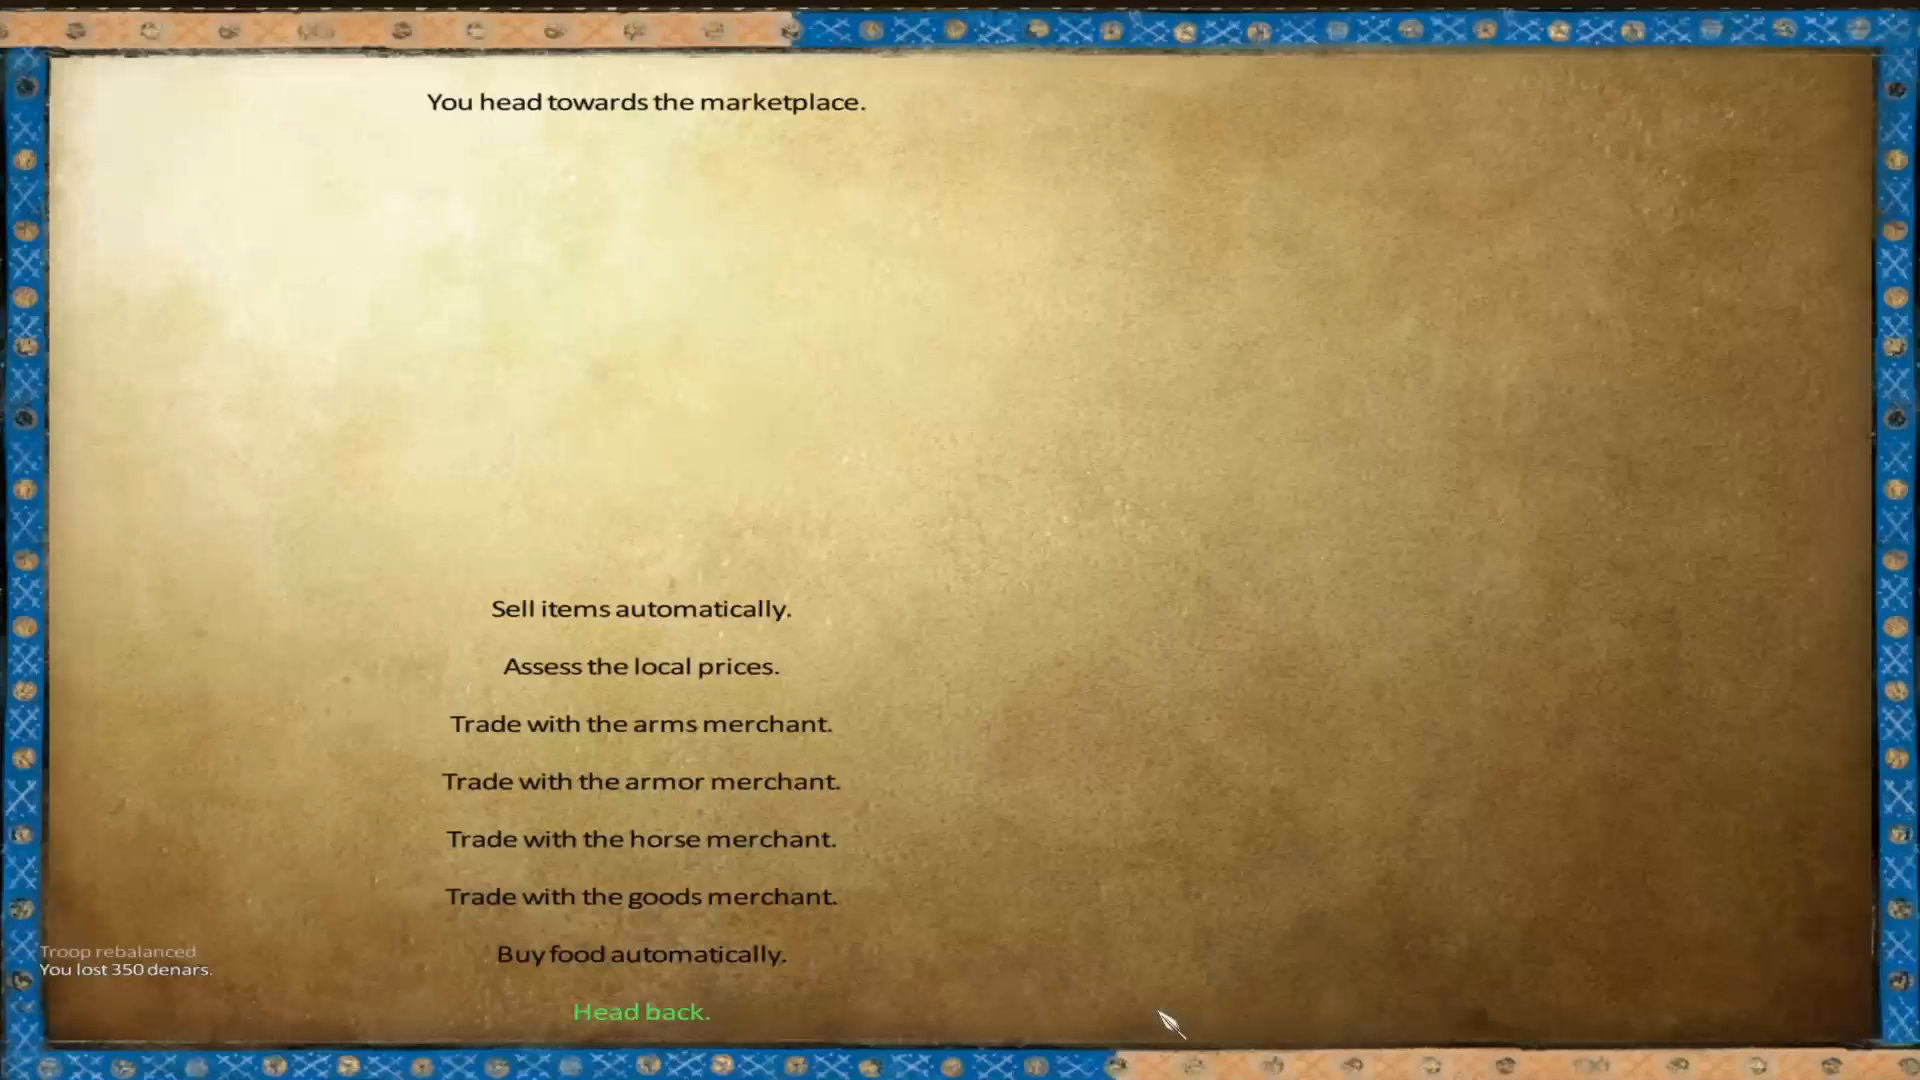 You head towards the marketplace.
Sell items automatically.
Assess the local prices.
Trade with the arms merchant.
Trade with the armor merchant.
Trade with the horse merchant.
Trade with the goods merchant.
Buy food automatically.
Head back.
Troop rebalanced
You lost 350 denars.